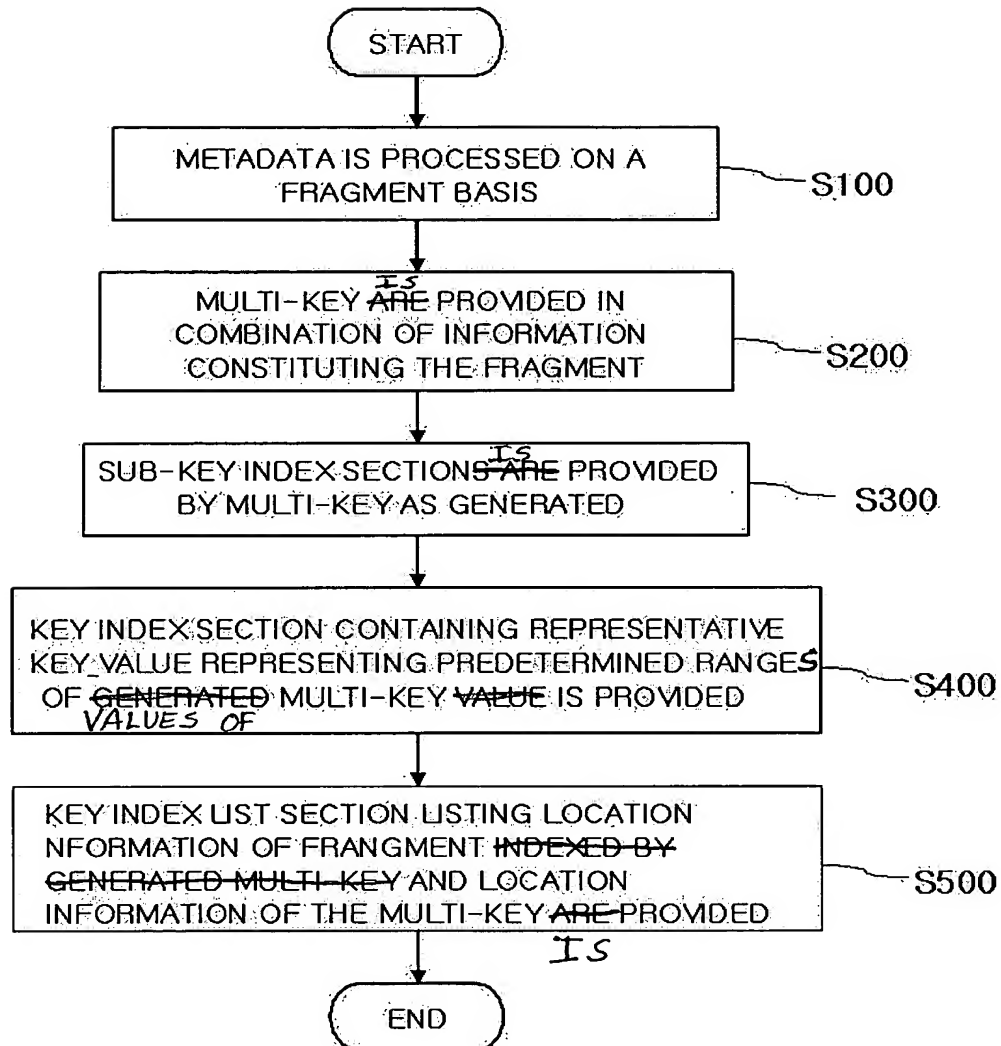 START
METADATA IS PROCESSED ON A
FRAGMENT BASIS
S100
IS
MULTI-KEY ARE PROVIDED IN
COMBINATION OF INFORMATION
CONSTITUTING THE FRAGMENT
S200
IS
SUB-KEY INDEX SECTIONS ARE PROVIDED
BY MULTI-KEY AS GENERATED
S300
KEY INDEX SECTION CONTAINING REPRESENTATIVE
KEY_VALUE REPRESENTING PREDETERMINED RANGES
OF GENERATED MULTI-KEY VALUE IS PROVIDED
VALUES OF
S400
KEY INDEX LIST SECTION LISTING LOCATION
NFORMATION OF FRANGMENT INDEXED BY
GENERATED MULTI-KEY AND LOCATION
INFORMATION OF THE MULTI-KEY ARE PROVIDED
IS
S500
END